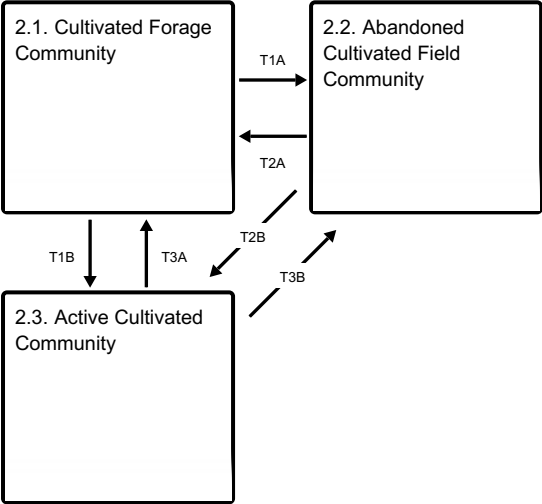 2.1. Cultivated Forage
Community
T1A
2.2. Abandoned
Cultivated Field
Community
T2A
T2B
T1B
T3A
T3B
2.3. Active Cultivated
Community